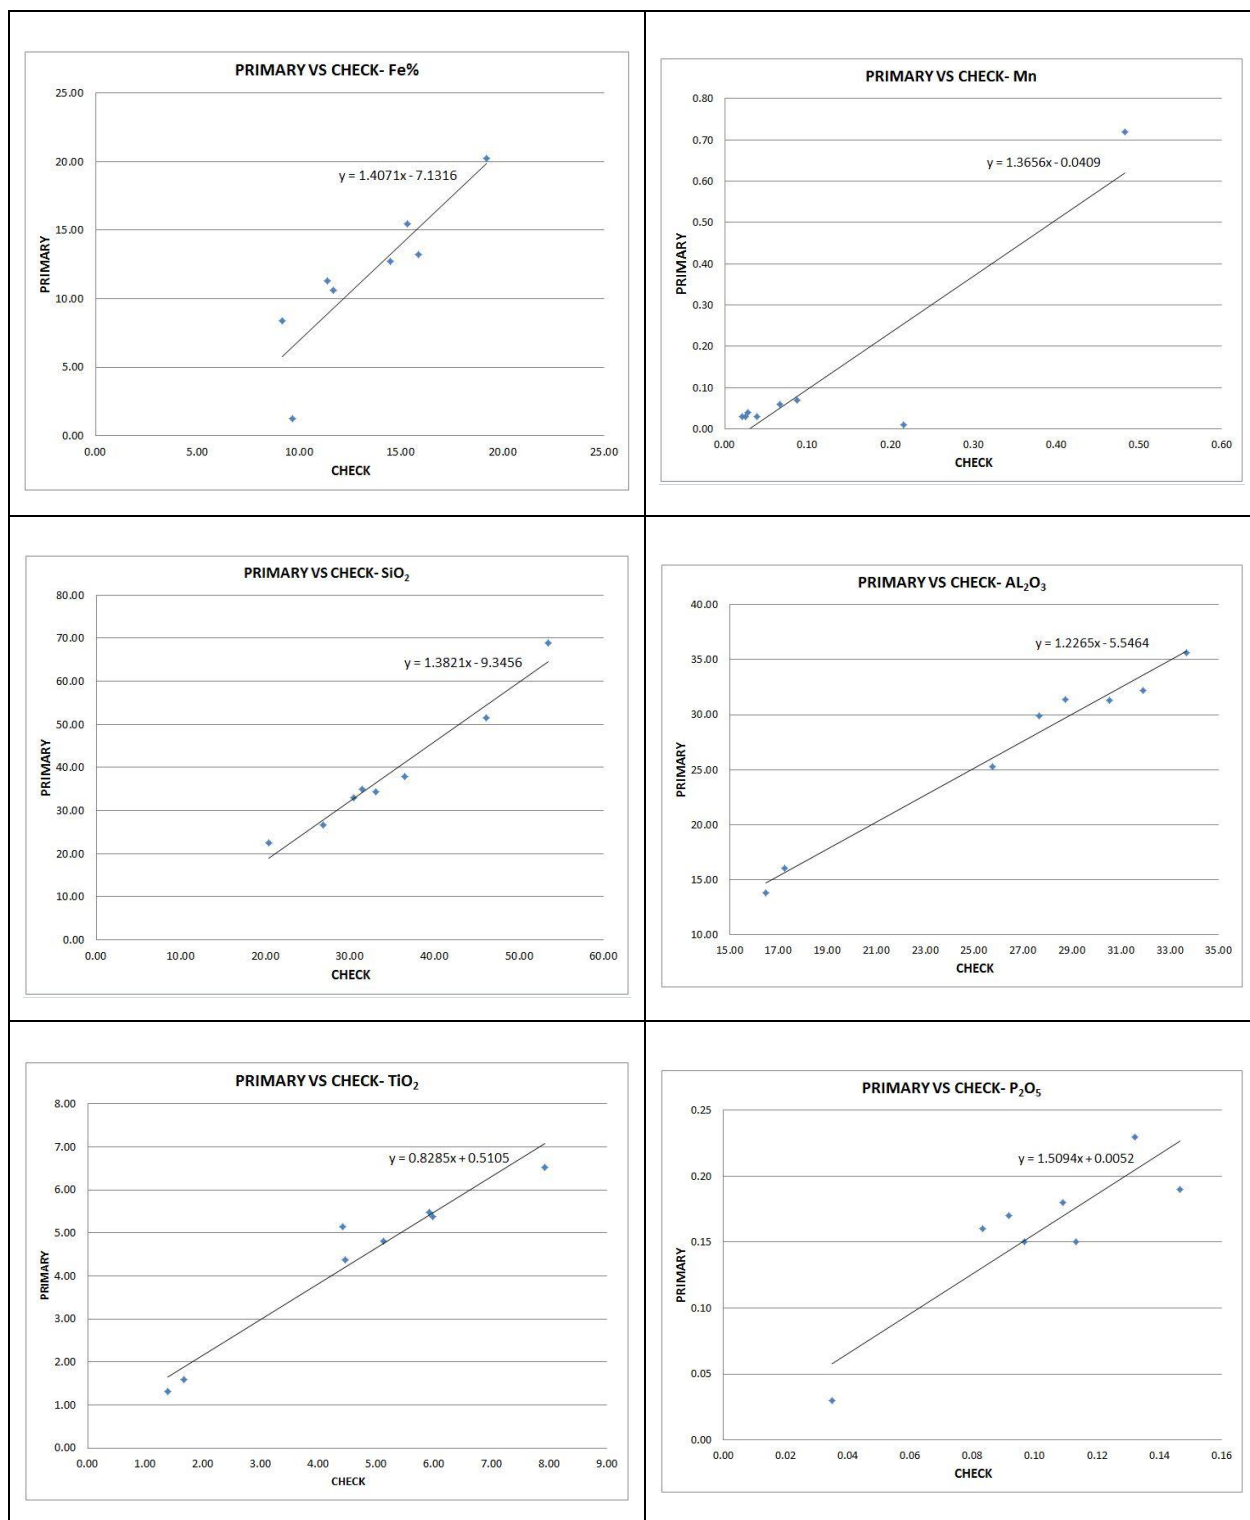 PRIMARY VS CHECK- Fe%
25.00
20.00
15.00
10.00
5.00
0.00
PRIMARY
y = 1.4071x - 7.1316
0.00 5.00 10.00 15.00 20.00 25.00
CHECK
PRIMARY VS CHECK- Mn
0.80
0.70
0.60
0.50
0.40
0.30
0.20
0.10
0.00
PRIMARY
y = 1.3656x - 0.0409
0.00 0.10 0.20 0.30 0.40 0.50 0.60
CHECK
PRIMARY VS CHECK- SiO₂
80.00
70.00
60.00
50.00
40.00
30.00
20.00
10.00
0.00
PRIMARY
y = 1.3821x - 9.3456
0.00 10.00 20.00 30.00 40.00 50.00 60.00
CHECK
PRIMARY VS CHECK- AL₂O₃
40.00
35.00
30.00
25.00
20.00
15.00
10.00
PRIMARY
y = 1.2265x - 5.5464
15.00 17.00 19.00 21.00 23.00 25.00 27.00 29.00 31.00 33.00 35.00
CHECK
PRIMARY VS CHECK- TiO₂
8.00
7.00
6.00
5.00
4.00
3.00
2.00
1.00
0.00
PRIMARY
y = 0.8285x + 0.5105
0.00 1.00 2.00 3.00 4.00 5.00 6.00 7.00 8.00 9.00
CHECK
PRIMARY VS CHECK- P₂O₅
0.25
0.20
0.15
0.10
0.05
0.00
PRIMARY
y = 1.5094x + 0.0052
0.00 0.02 0.04 0.06 0.08 0.10 0.12 0.14 0.16
CHECK